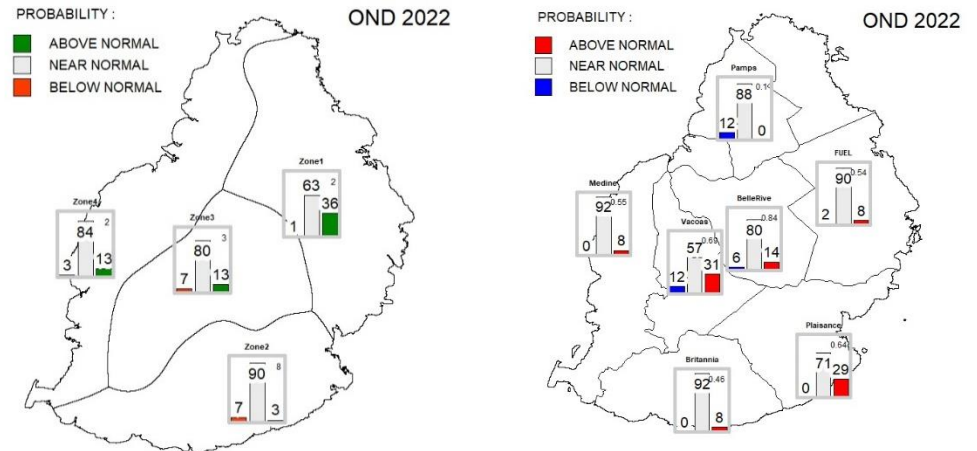 PROBABILITY :
OND 2022
ABOVE NORMAL
NEAR NORMAL
BELOW NORMAL
Zone1
63
2
36
1
Zone4
84
2
3
13
Zone3
80
3
7
13
Zone2
90
8
7
3
PROBABILITY :
OND 2022
ABOVE NORMAL
NEAR NORMAL
BELOW NORMAL
Pamps
88
12
0
FUEL
90
0.54
2
8
Medine
92
0.55
0
8
BelleRive
80
0.84
6
14
Vacoas
57
0.69
12
31
Plaisance
71
0.64
0
29
Britannia
92
0.46
0
8